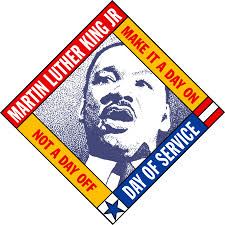 MARTIN LUTHER KING JR
MAKE IT A DAY ON
NOT A DAY OFF
DAY OF SERVICE